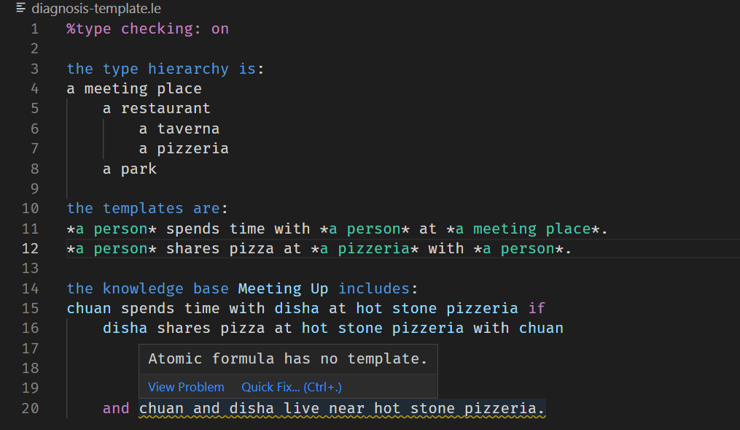 diagnosis-template.le
1 %type checking: on
2
3 the type hierarchy is:
4 a meeting place
5     a restaurant
6         a taverna
7         a pizzeria
8     a park
9
10 the templates are:
11 *a person* spends time with *a person* at *a meeting place*.
12 *a person* shares pizza at *a pizzeria* with *a person*.
13
14 the knowledge base Meeting Up includes:
15 chuan spends time with disha at hot stone pizzeria if
16     disha shares pizza at hot stone pizzeria with chuan
17
Atomic formula has no template.
18
19 View Problem Quick Fix... (Ctrl+.)
20     and chuan and disha live near hot stone pizzeria.